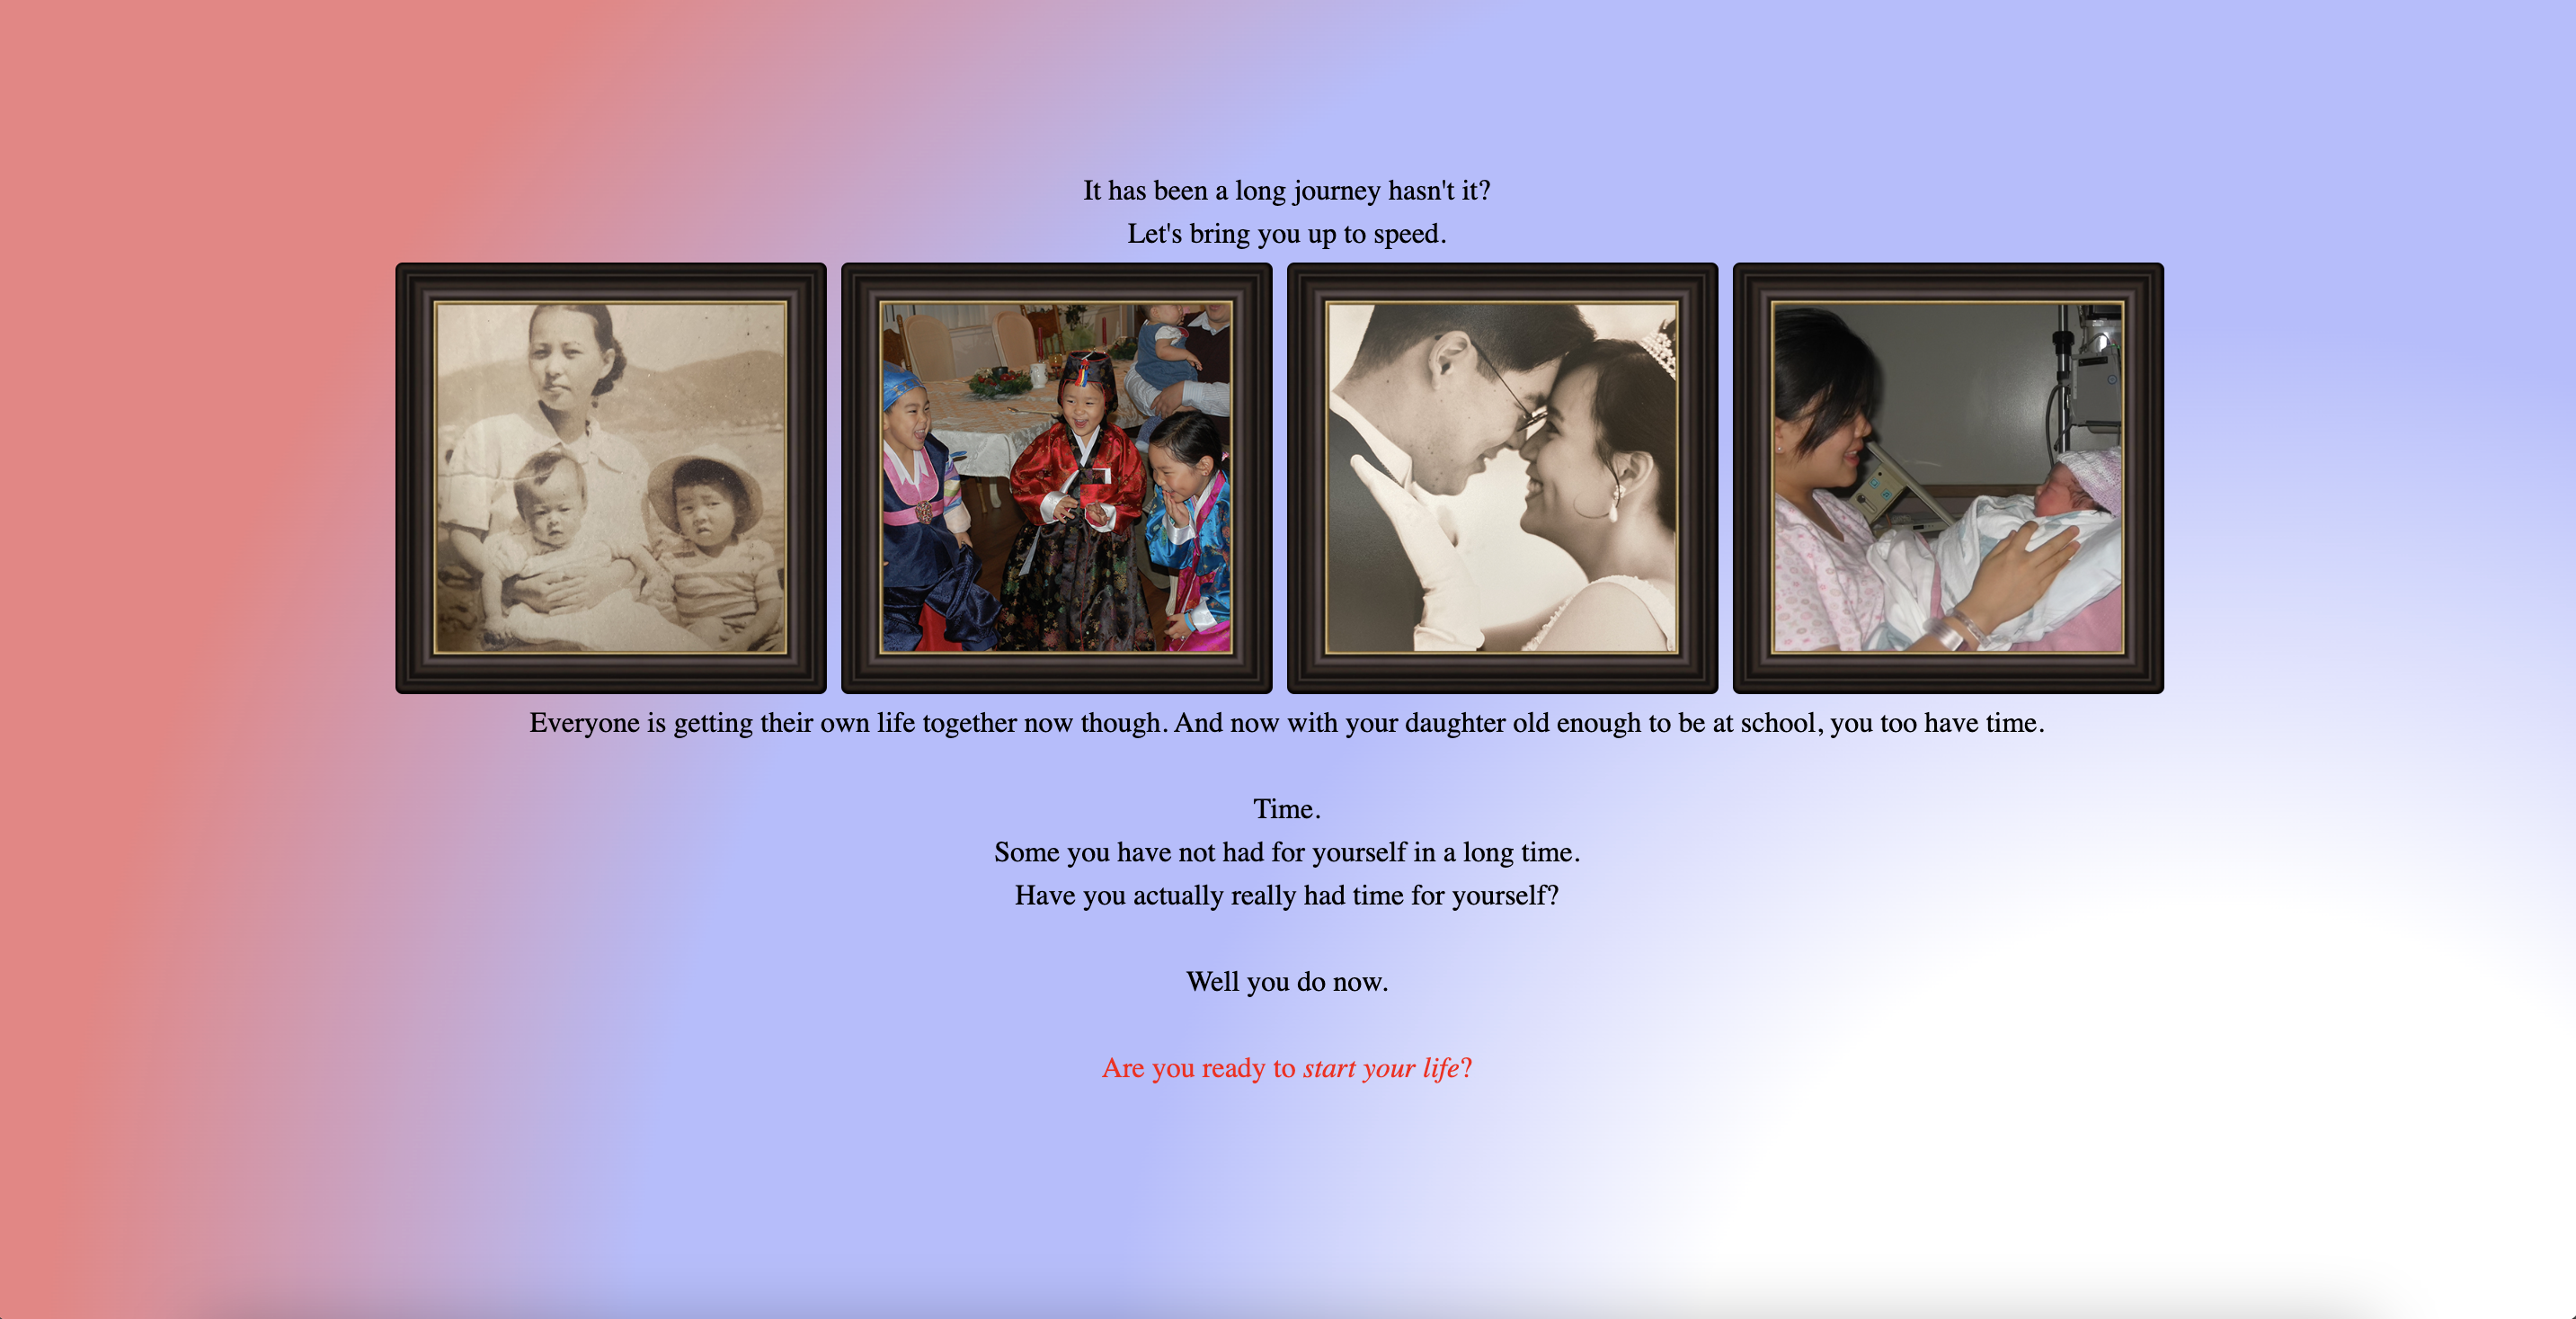 It has been a long journey hasn't it?
Let's bring you up to speed.
Everyone is getting their own life together now though. And now with your daughter old enough to be at school, you too have time.
Time.
Some you have not had for yourself in a long time.
Have you actually really had time for yourself?
Well you do now.
Are you ready to start your life?